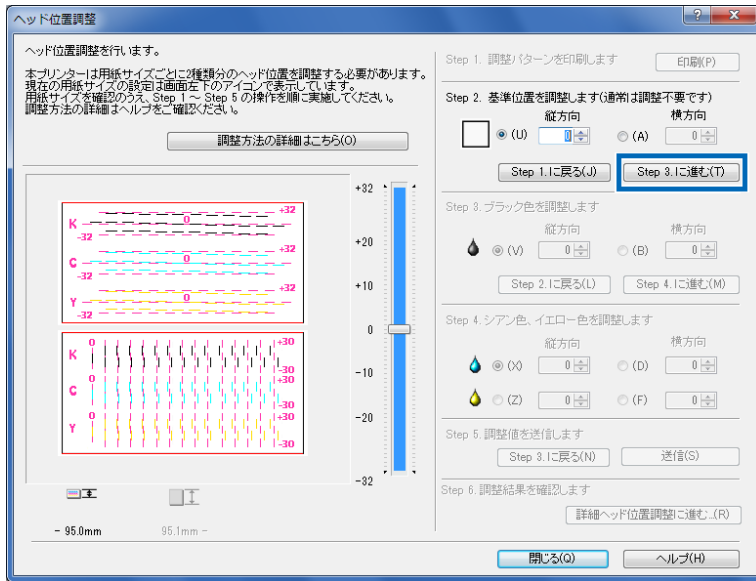 ヘッド位置調整
ヘッド位置調整を行います。
本プリンターは用紙サイズごとに2種類分のヘッド位置を調整する必要があります。
現在の用紙サイズの設定は画面左下のアイコンで表示しています。
用紙サイズを確認のうえ、Step 1～Step 5 の操作を順に実施してください。
調整方法の詳細はヘルプをご確認ください。
調整方法の詳細はこちら(O)
K -32 0 +32
C -32 0 +32
Y -32 0 +32
K 0 +30 -30
C 0 +30 -30
Y 0 +30 -30
+32
+20
+10
0
-10
-20
-32
- 95.0mm
95.1mm -
Step 1. 調整パターンを印刷します
印刷(P)
Step 2. 基準位置を調整します(通常は調整不要です)
縦方向 横方向
(U) 0 (A) 0
Step 1.に戻る(J) Step 3.に進む(T)
Step 3. ブラック色を調整します
縦方向 横方向
(V) 0 (B) 0
Step 2.に戻る(L) Step 4.に進む(M)
Step 4. シアン色、イエロー色を調整します
縦方向 横方向
(X) 0 (D) 0
(Z) 0 (F) 0
Step 5. 調整値を送信します
Step 3.に戻る(N) 送信(S)
Step 6. 調整結果を確認します
詳細ヘッド位置調整に進む...(R)
閉じる(Q) ヘルプ(H)